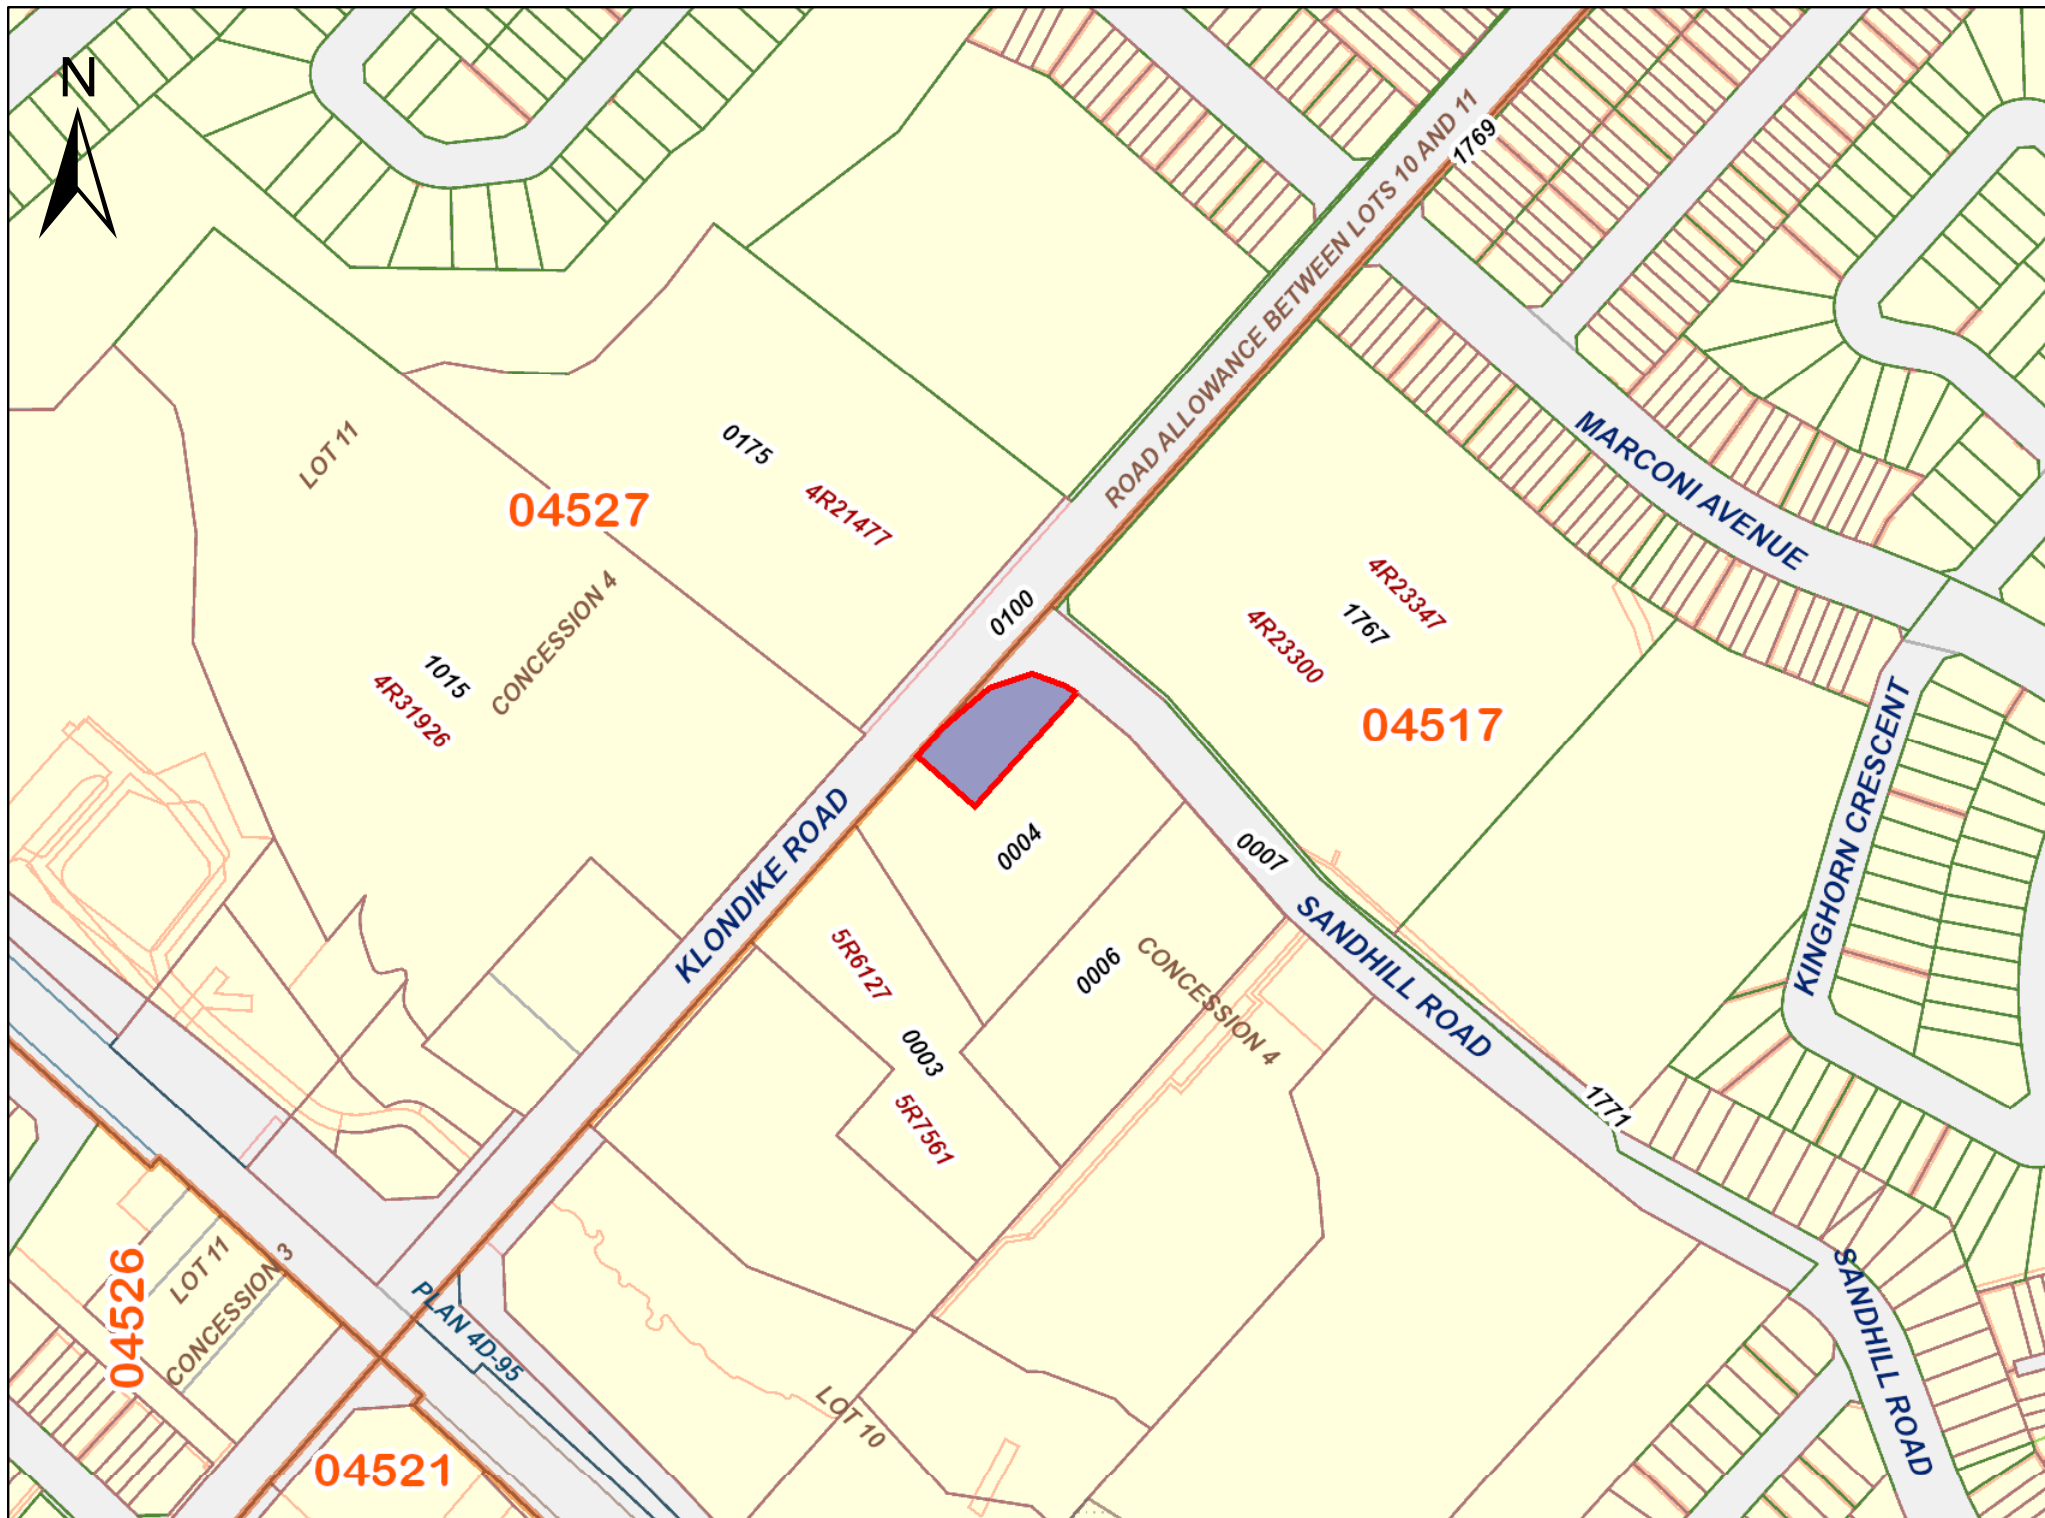 N
ROAD ALLOWANCE BETWEEN LOTS 10 AND 11
1769
LOT 11
0175
04527
4R21477
MARCONI AVENUE
CONCESSION 4
0100
4R23347
1767
4R23300
1015
4R31926
04517
KINGHORN CRESCENT
KLONDIKE ROAD
0004
0007
SANDHILL ROAD
5R6127
0006
CONCESSION 4
0003
5R7561
1771
04526
LOT 11
CONCESSION 3
PLAN 4D-95
SANDHILL ROAD
LOT 10
04521